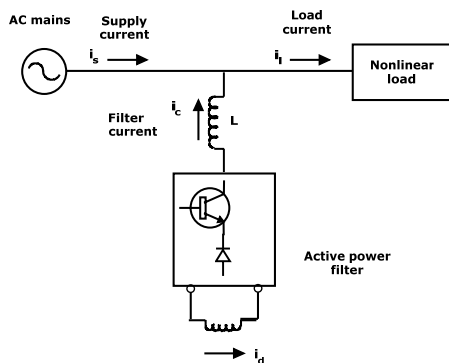 AC mains
Supply
current
i_s
Load
current
i_l
Nonlinear
load
Filter
current
i_c
L
Active power
filter
i_d